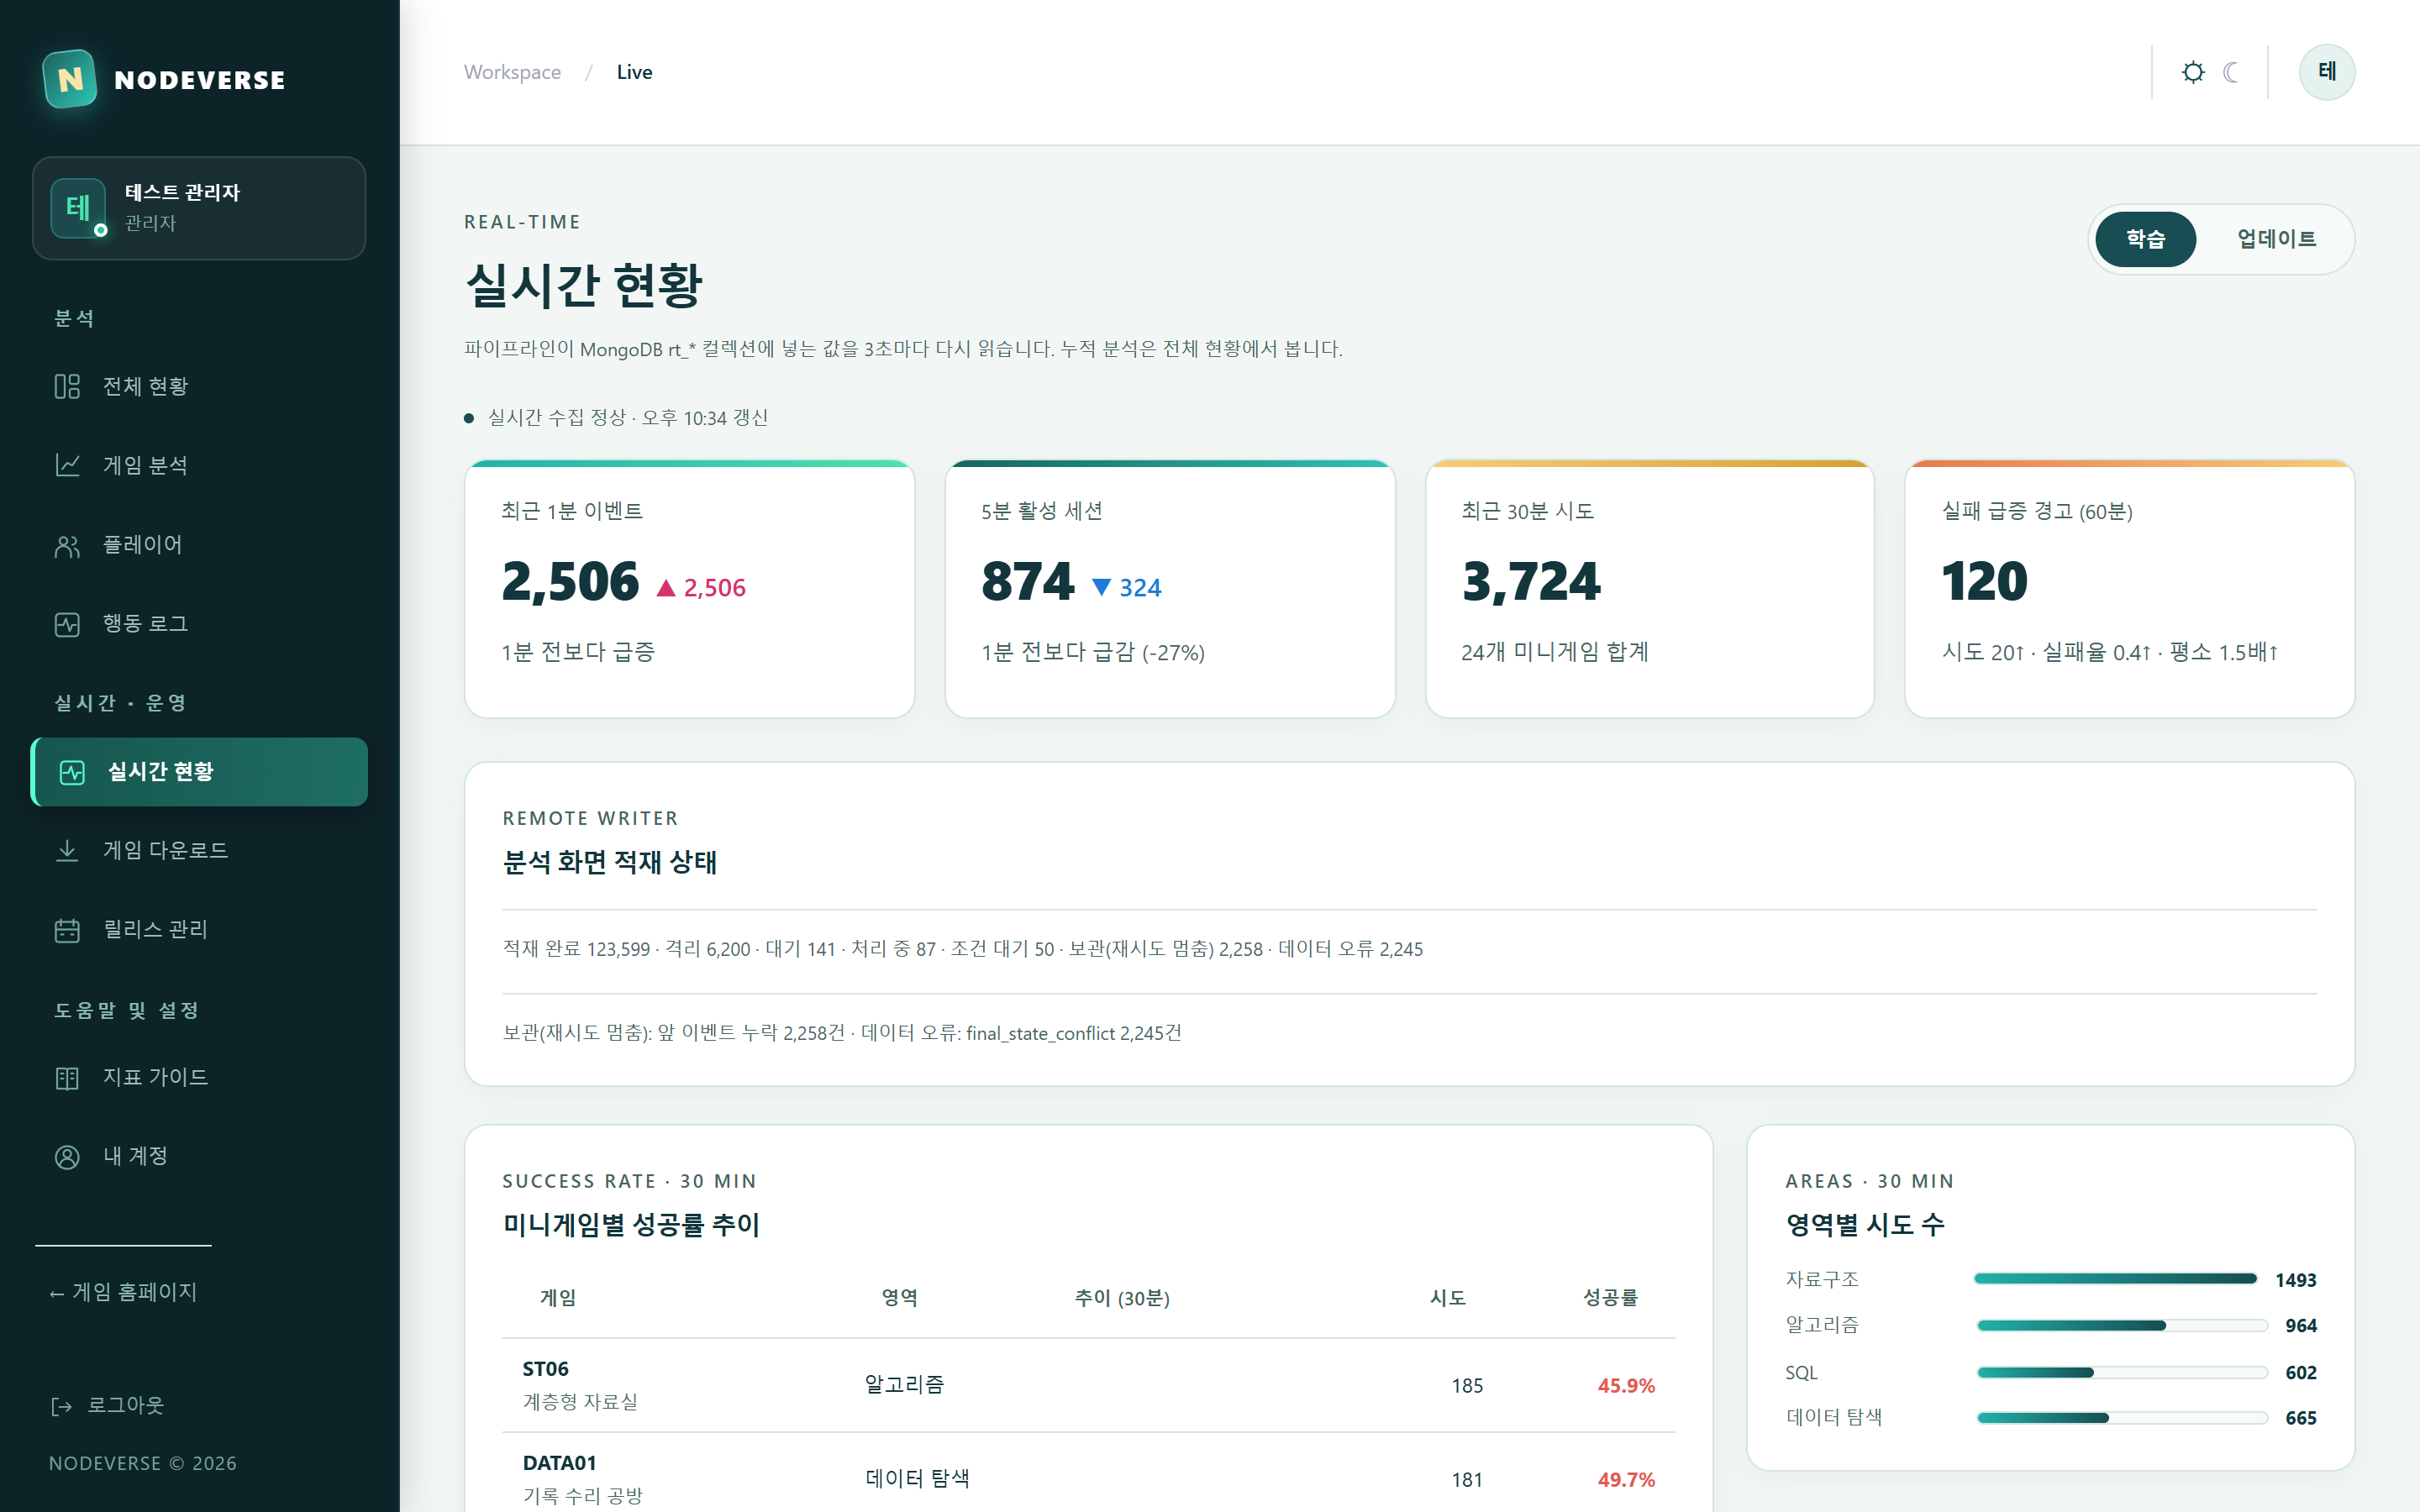 N NODEVERSE
테
테스트 관리자
관리자
분석
전체 현황
게임 분석
플레이어
행동 로그
실시간 · 운영
실시간 현황
게임 다운로드
릴리스 관리
도움말 및 설정
지표 가이드
내 계정
← 게임 홈페이지
로그아웃
NODEVERSE © 2026
Workspace / Live
테
REAL-TIME
실시간 현황
파이프라인이 MongoDB rt_* 컬렉션에 넣는 값을 3초마다 다시 읽습니다. 누적 분석은 전체 현황에서 봅니다.
학습 업데이트
실시간 수집 정상 · 오후 10:34 갱신
최근 1분 이벤트
2,506 ▲ 2,506
1분 전보다 급증
5분 활성 세션
874 ▼ 324
1분 전보다 급감 (-27%)
최근 30분 시도
3,724
24개 미니게임 합계
실패 급증 경고 (60분)
120
시도 20↑ · 실패율 0.4↑ · 평소 1.5배↑
REMOTE WRITER
분석 화면 적재 상태
적재 완료 123,599 · 격리 6,200 · 대기 141 · 처리 중 87 · 조건 대기 50 · 보관(재시도 멈춤) 2,258 · 데이터 오류 2,245
보관(재시도 멈춤): 앞 이벤트 누락 2,258건 · 데이터 오류: final_state_conflict 2,245건
SUCCESS RATE · 30 MIN
미니게임별 성공률 추이
게임 영역 추이 (30분) 시도 성공률
ST06
계층형 자료실
알고리즘 185 45.9%
DATA01
기록 수리 공방
데이터 탐색 181 49.7%
AREAS · 30 MIN
영역별 시도 수
자료구조 1493
알고리즘 964
SQL 602
데이터 탐색 665